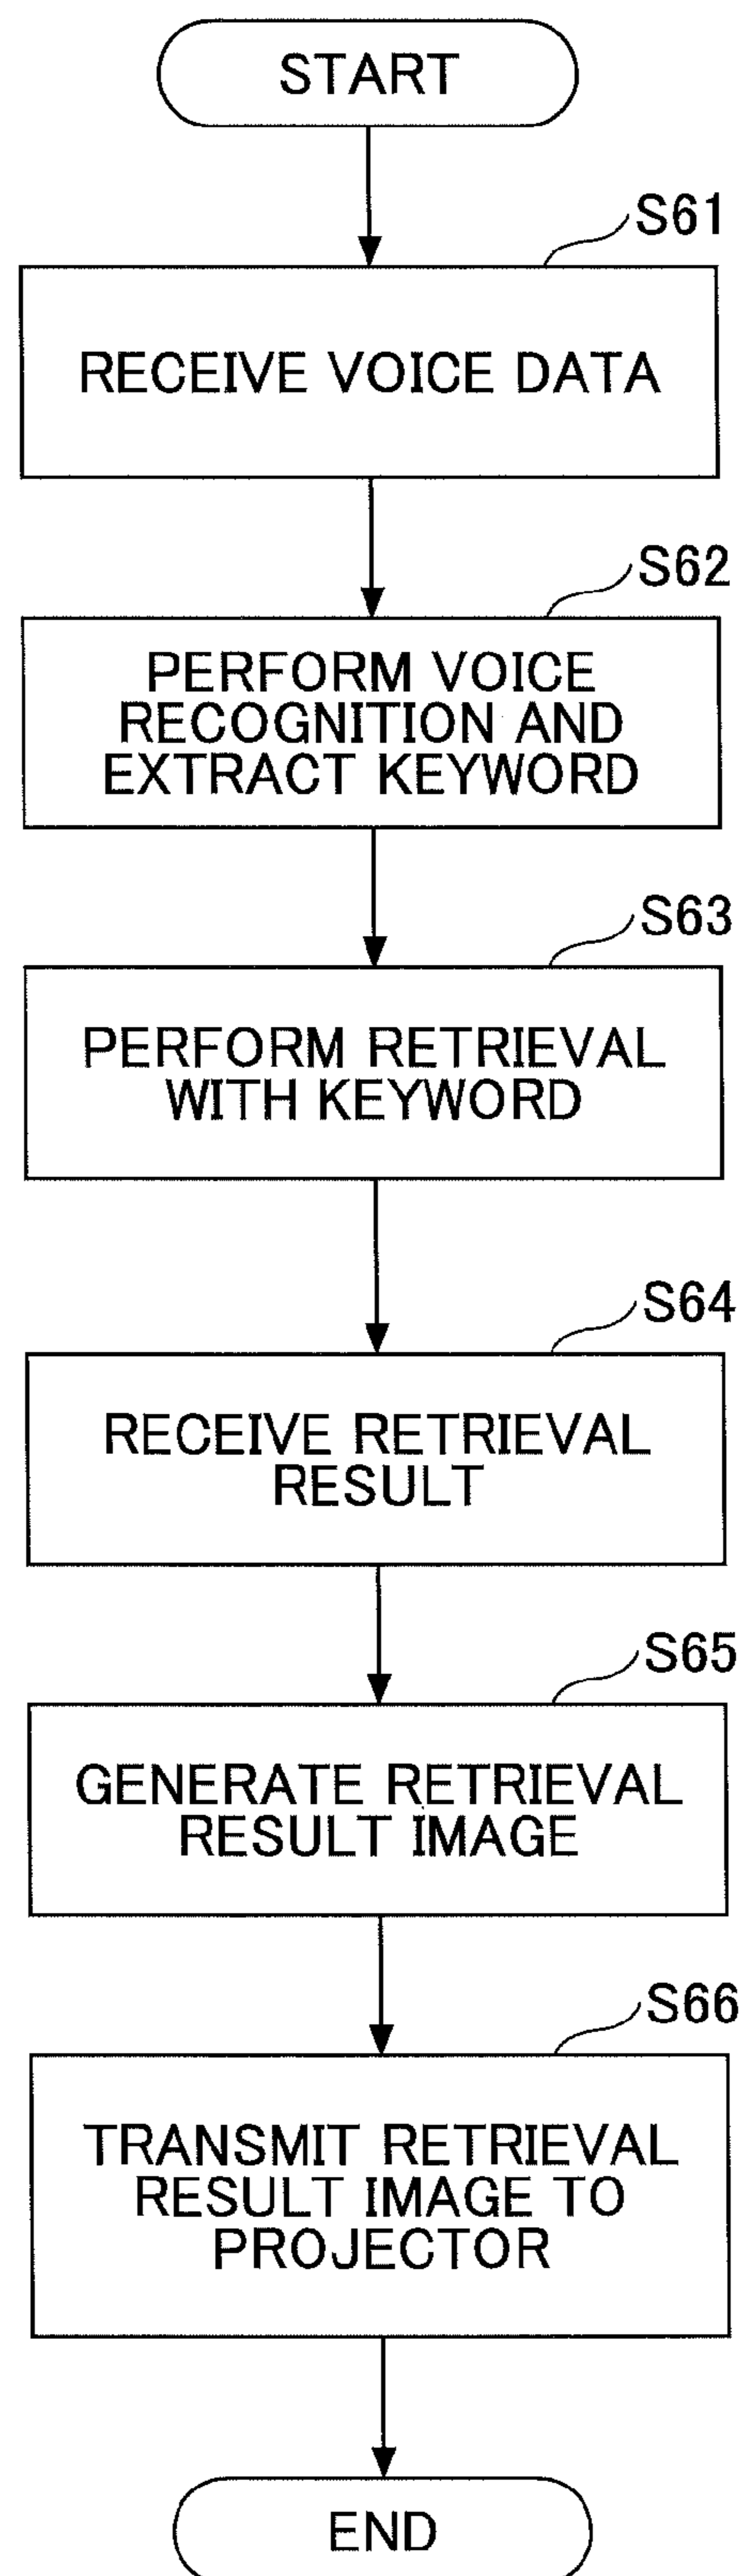 START
S61
RECEIVE VOICE DATA
S62
PERFORM VOICE
RECOGNITION AND
EXTRACT KEYWORD
S63
PERFORM RETRIEVAL
WITH KEYWORD
S64
RECEIVE RETRIEVAL
RESULT
S65
GENERATE RETRIEVAL
RESULT IMAGE
S66
TRANSMIT RETRIEVAL
RESULT IMAGE TO
PROJECTOR
END